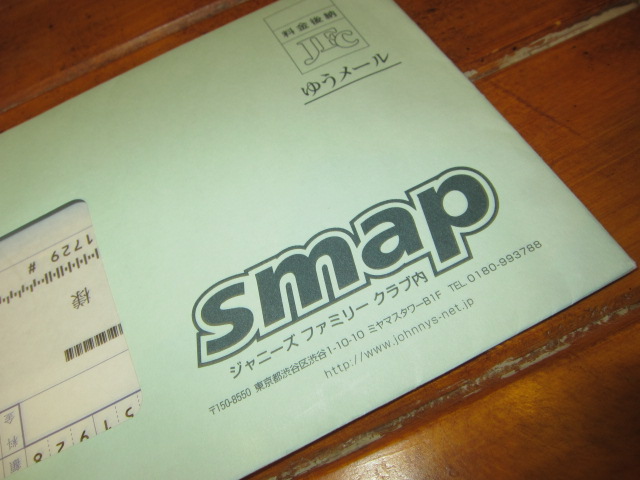 料金後納
JFC
ゆうメール
smap
ジャニーズ ファミリー クラブ内
〒150-8550 東京都渋谷区渋谷1-10-10 ミヤマスタワーB1F TEL 0180-993788
http://www.johnnys-net.jp
1729 #
様
料金
額